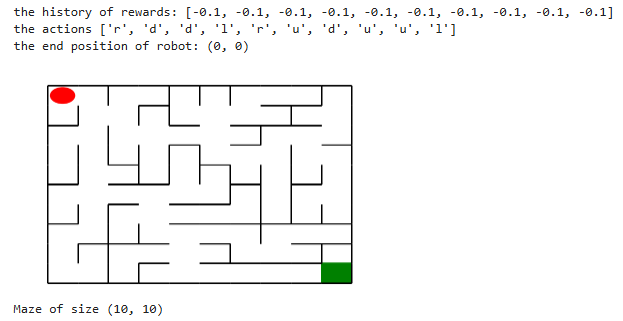 the history of rewards: [-0.1, -0.1, -0.1, -0.1, -0.1, -0.1, -0.1, -0.1, -0.1, -0.1]
the actions ['r', 'd', 'd', 'l', 'r', 'u', 'd', 'u', 'u', 'l']
the end position of robot: (0, 0)
Maze of size (10, 10)